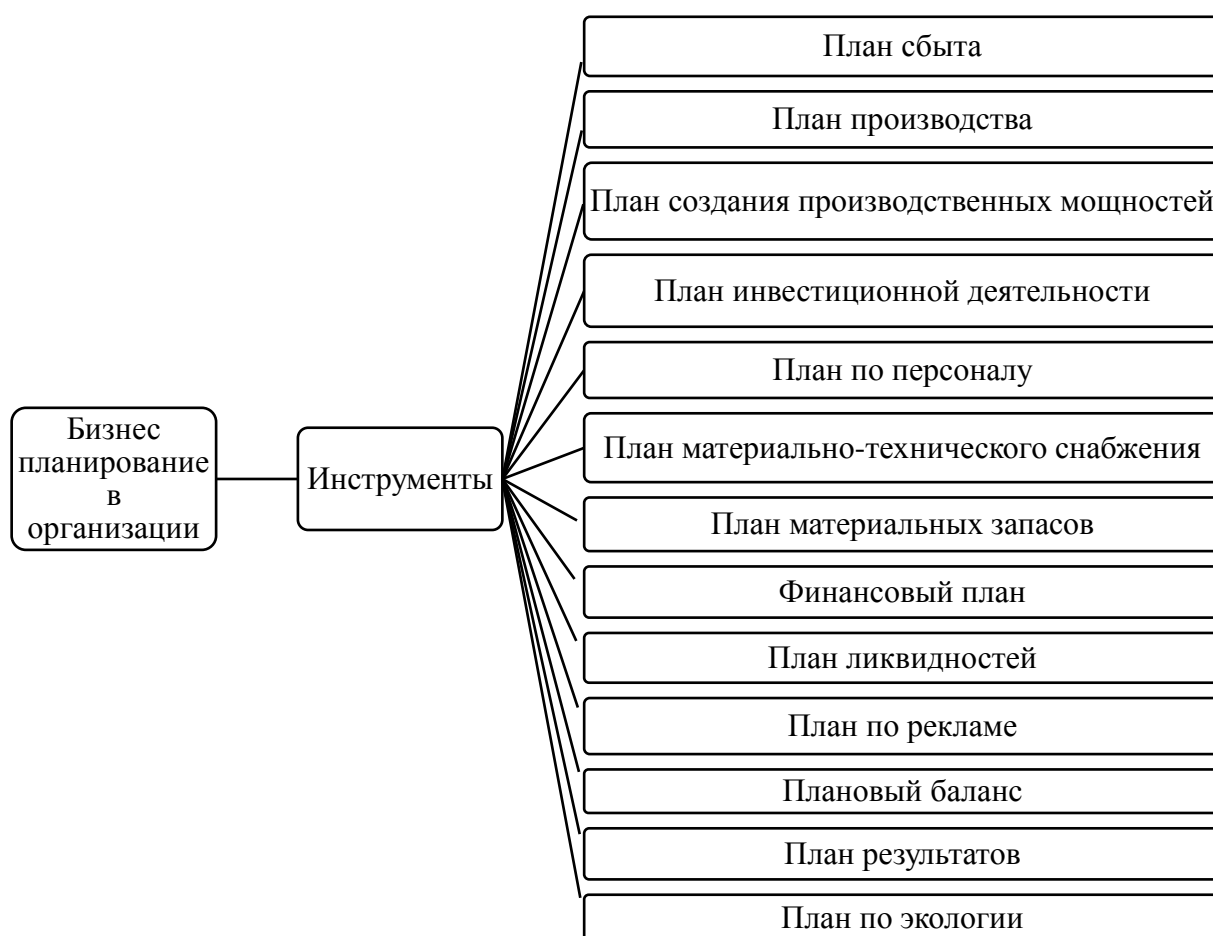 Бизнес
планирование
в
организации
Инструменты
План сбыта
План производства
План создания производственных мощностей
План инвестиционной деятельности
План по персоналу
План материально-технического снабжения
План материальных запасов
Финансовый план
План ликвидностей
План по рекламе
Плановый баланс
План результатов
План по экологии